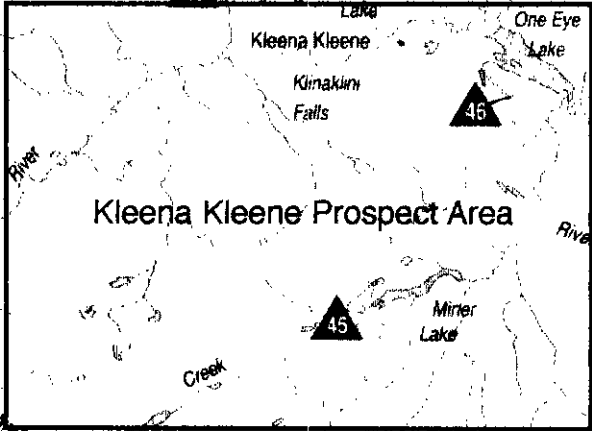 Lake
One Eye
Lake
Kleena Kleene
Klinaklini
Falls
46
River
Kleena Kleene Prospect Area
River
45
Miner
Lake
Creek